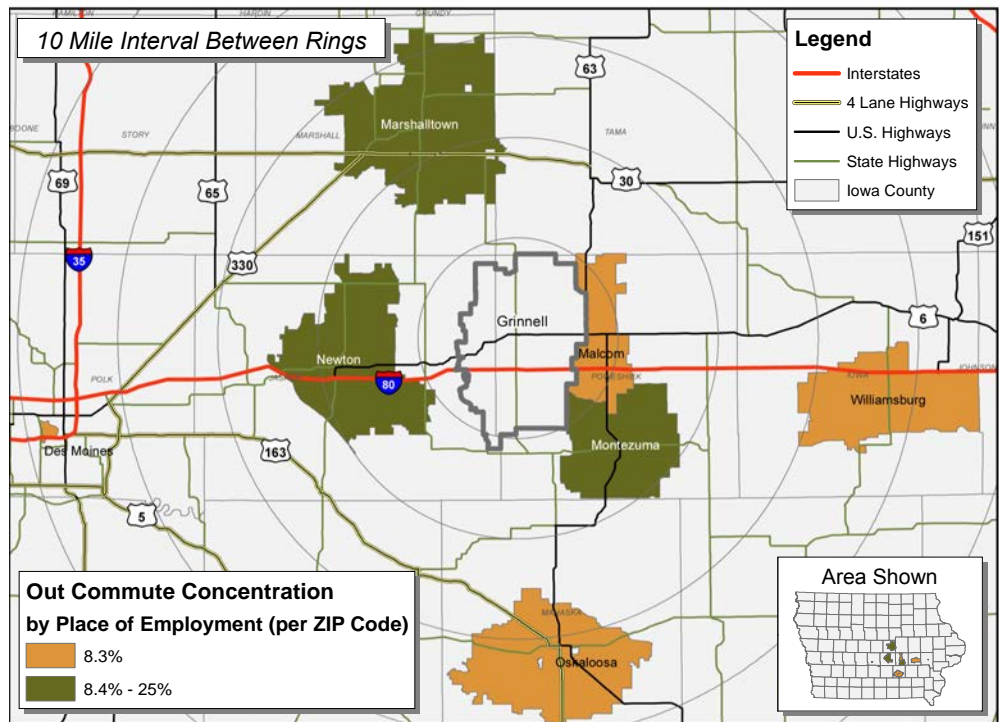 HAMILTON
HARDIN
GRUNDY
10 Mile Interval Between Rings
Legend
Interstates
4 Lane Highways
U.S. Highways
State Highways
Iowa County
63
Marshalltown
BOONE
STORY
MARSHALL
TAMA
69
65
30
151
35
330
Grinnell
6
Newton
Malcom
80
POLK
POWESHIEK
IOWA
JOHNSON
Williamsburg
Des Moines
163
Montezuma
5
Out Commute Concentration
by Place of Employment (per ZIP Code)
8.3%
8.4% - 25%
MAHASKA
Oskaloosa
Area Shown